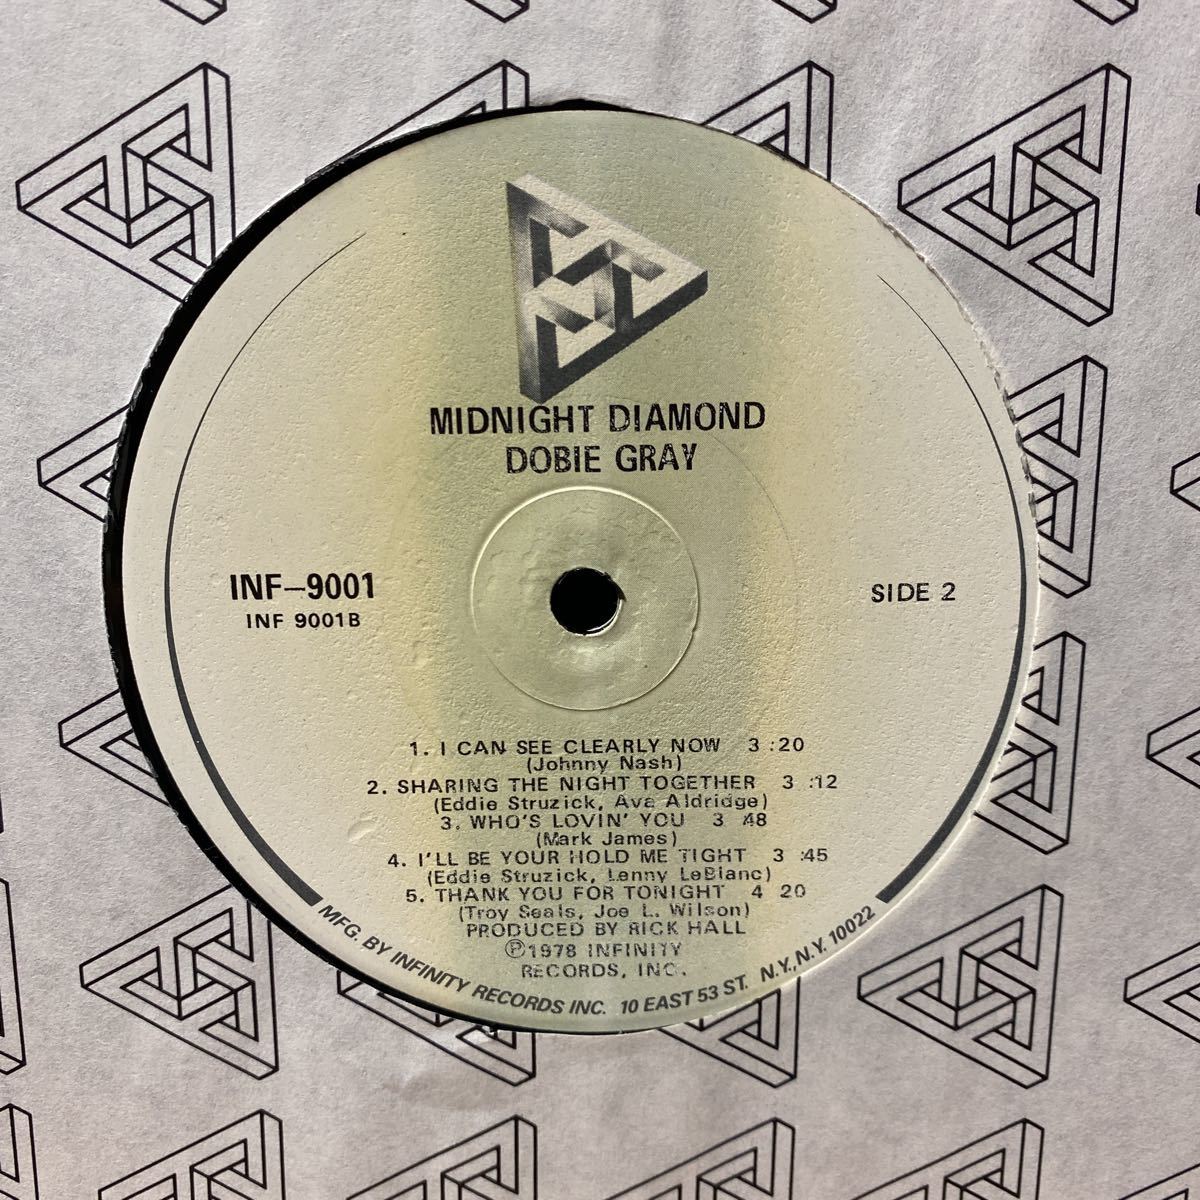 MIDNIGHT DIAMOND
DOBIE GRAY
INF–9001
INF 9001B
SIDE 2
1. I CAN SEE CLEARLY NOW 3:20
(Johnny Nash)
2. SHARING THE NIGHT TOGETHER 3:12
(Eddie Struzick, Ava Aldridge)
3. WHO'S LOVIN' YOU 3 48
(Mark James)
4. I'LL BE YOUR HOLD ME TIGHT 3:45
(Eddie Struzick, Lenny LeBlanc)
5. THANK YOU FOR TONIGHT 4 20
(Troy Seals, Joe L. Wilson)
PRODUCED BY RICK HALL
Ⓟ1978 INFINITY
RECORDS, INC.
MFG. BY INFINITY RECORDS INC. 10 EAST 53 ST. N.Y., N.Y. 10022